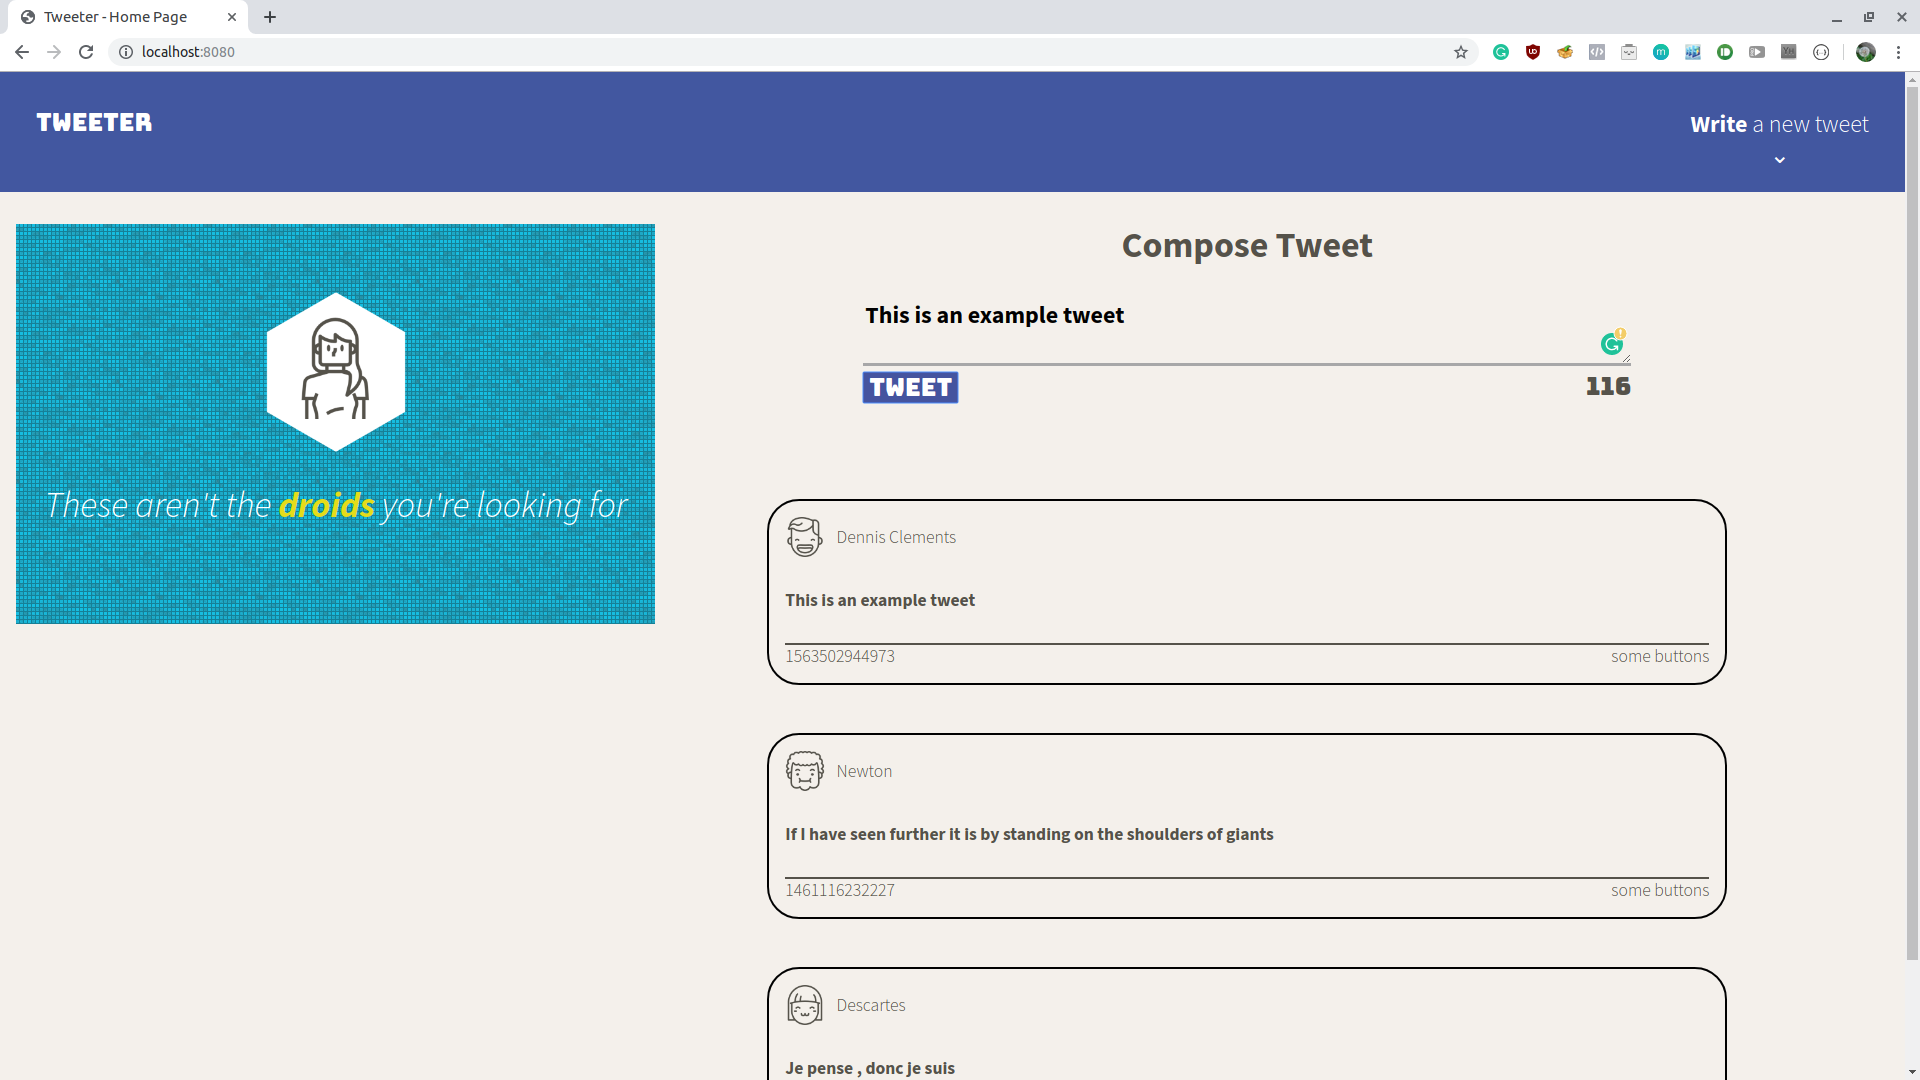 Tweeter - Home Page
localhost:8080
TWEETER
Write a new tweet
These aren't the droids you're looking for
Compose Tweet
This is an example tweet
TWEET
116
Dennis Clements
This is an example tweet
1563502944973
some buttons
Newton
If I have seen further it is by standing on the shoulders of giants
1461116232227
some buttons
Descartes
Je pense , donc je suis